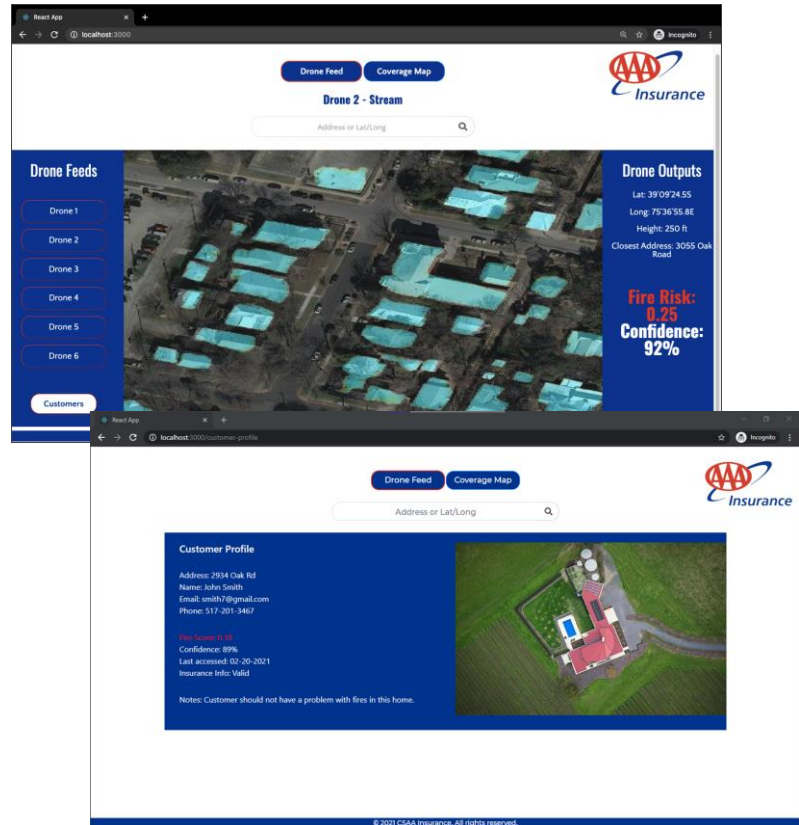 React App
localhost:3000
Incognito
Drone Feed
Coverage Map
AAA
Insurance
Drone 2 - Stream
Address or Lat/Long
Drone Feeds
Drone 1
Drone 2
Drone 3
Drone 4
Drone 5
Drone 6
Customers
Drone Outputs
Lat: 39'09'24.5S
Long: 75'36'55.8E
Height: 250 ft
Closest Address: 3055 Oak
Road
Fire Risk:
0.25
Confidence:
92%
React App
localhost:3000/customer-profile
Incognito
Drone Feed
Coverage Map
AAA
Insurance
Address or Lat/Long
Customer Profile
Address: 2934 Oak Rd
Name: John Smith
Email: smith7@gmail.com
Phone: 517-201-3467
Fire Score: 0.18
Confidence: 89%
Last accessed: 02-20-2021
Insurance Info: Valid
Notes: Customer should not have a problem with fires in this home.
© 2021 CSAA Insurance. All rights reserved.